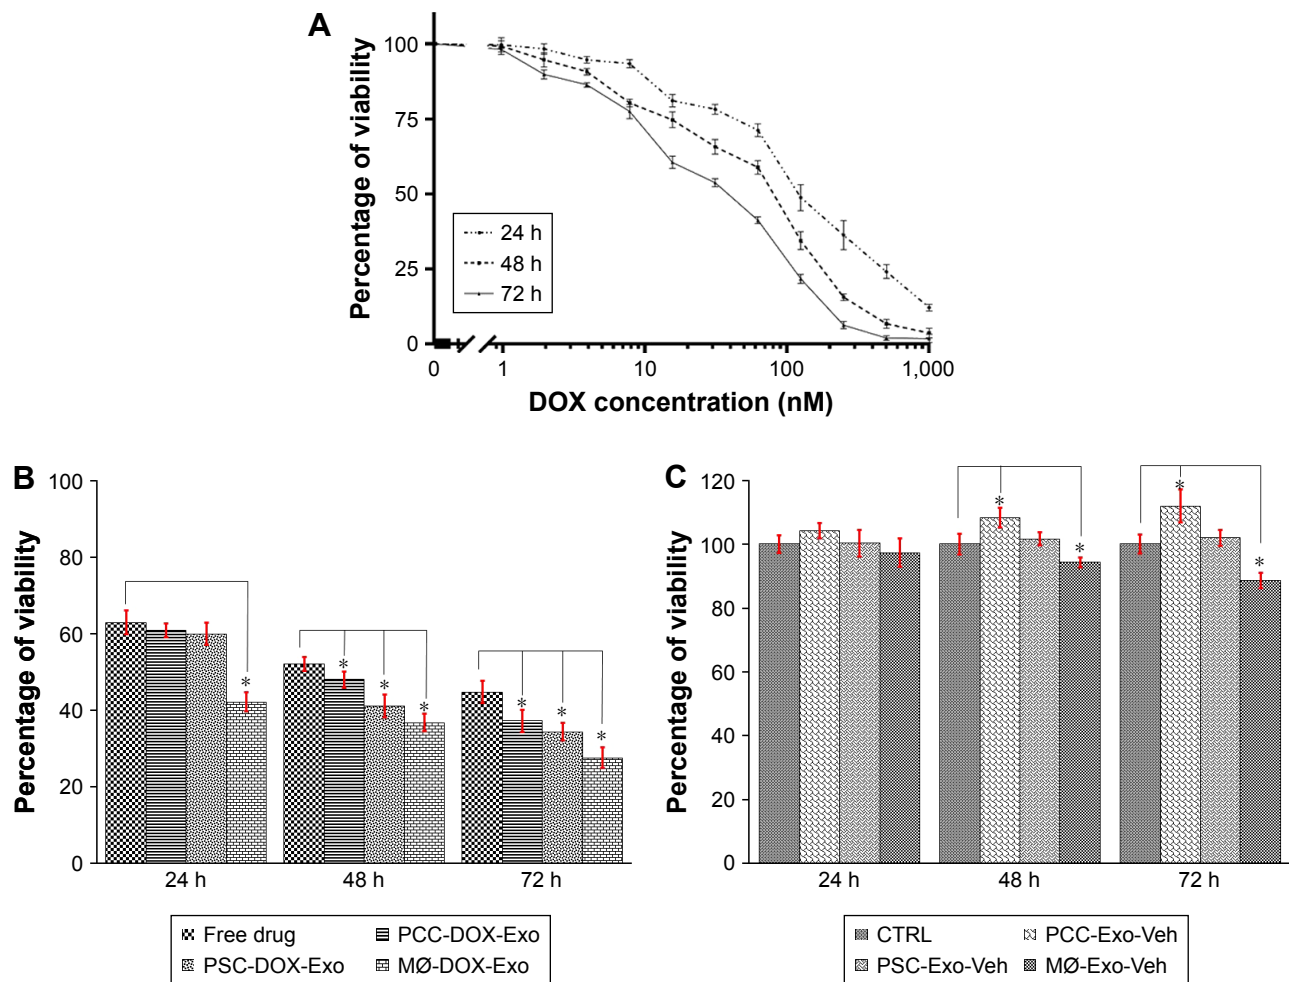 A
Percentage of viability
100
75
50
25
0
24 h
48 h
72 h
0 1 10 100 1,000
DOX concentration (nM)
B
Percentage of viability
100
80
60
40
20
0
*
* * *
* * *
24 h 48 h 72 h
Free drug PCC-DOX-Exo
PSC-DOX-Exo MØ-DOX-Exo
C
Percentage of viability
120
100
80
60
40
20
0
* *
* *
24 h 48 h 72 h
CTRL PCC-Exo-Veh
PSC-Exo-Veh MØ-Exo-Veh